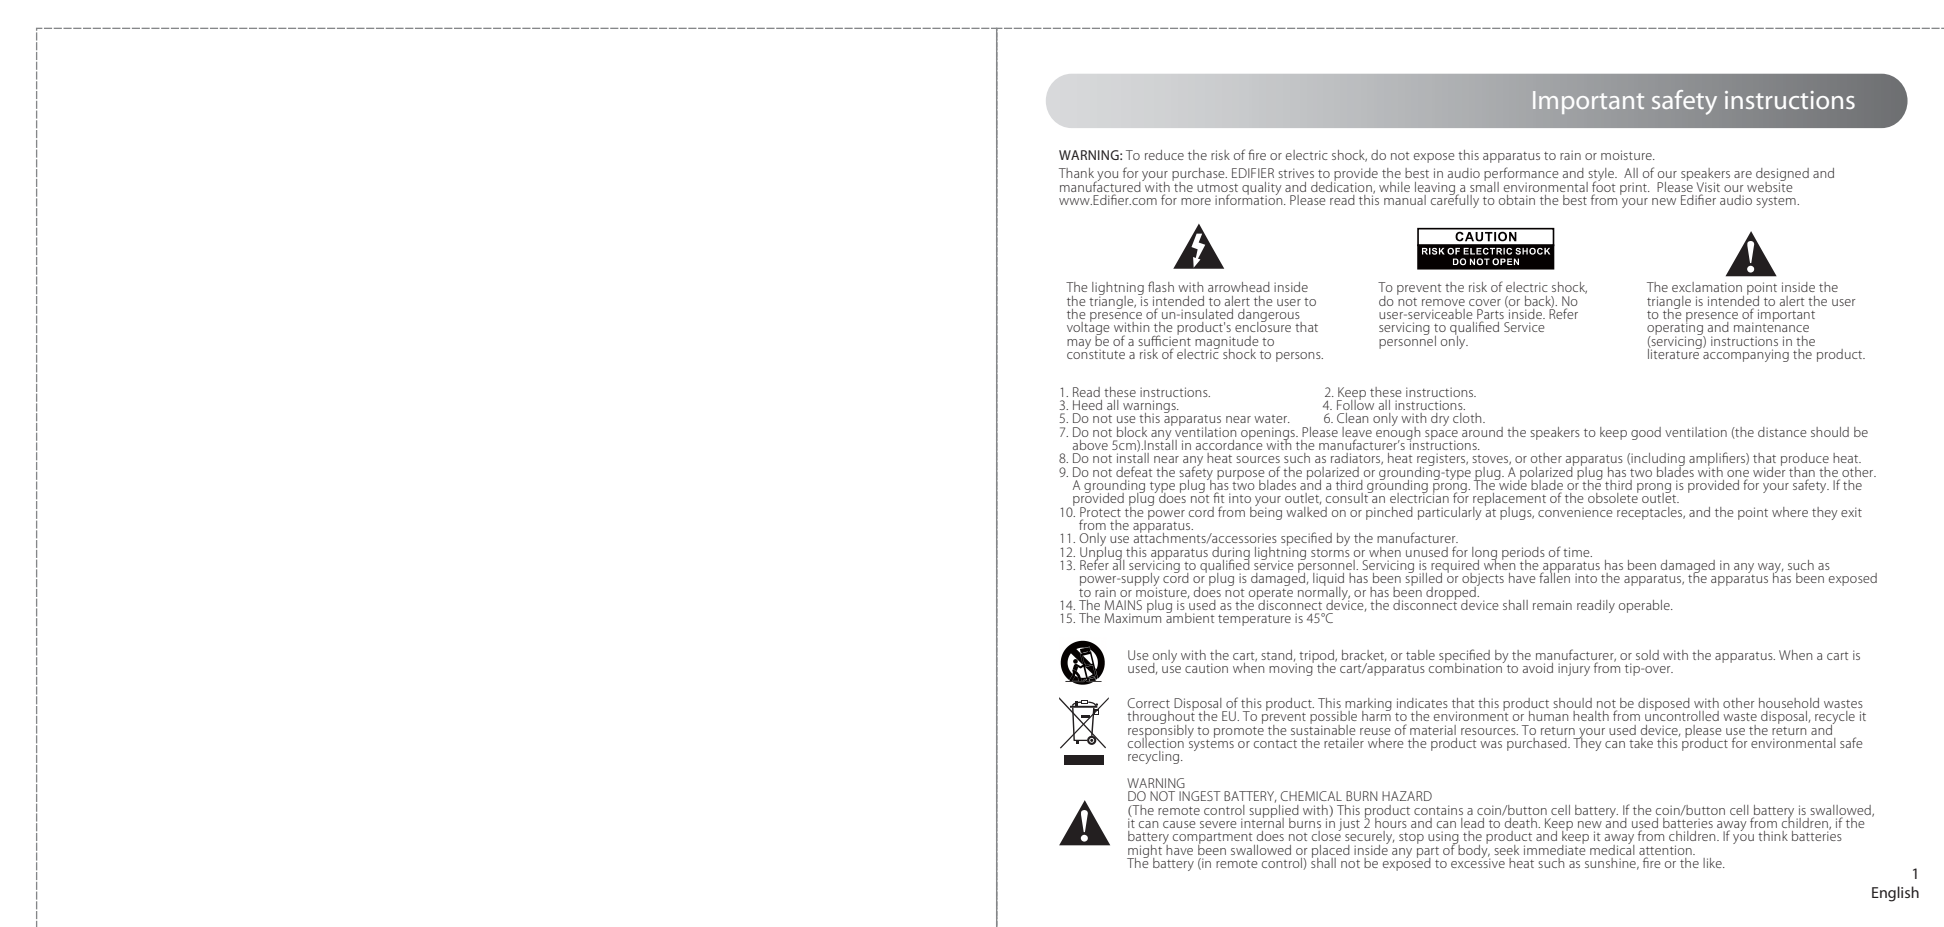 Important safety instructions
WARNING: To reduce the risk of fire or electric shock, do not expose this apparatus to rain or moisture.
Thank you for your purchase. EDIFIER strives to provide the best in audio performance and style.  All of our speakers are designed and
manufactured with the utmost quality and dedication, while leaving a small environmental foot print.  Please Visit our website
www.Edifier.com for more information. Please read this manual carefully to obtain the best from your new Edifier audio system.
The lightning flash with arrowhead inside
the triangle, is intended to alert the user to
the presence of un-insulated dangerous
voltage within the product's enclosure that
may be of a sufficient magnitude to
constitute a risk of electric shock to persons.
CAUTION
RISK OF ELECTRIC SHOCK
DO NOT OPEN
To prevent the risk of electric shock,
do not remove cover (or back). No
user-serviceable Parts inside. Refer
servicing to qualified Service
personnel only.
The exclamation point inside the
triangle is intended to alert the user
to the presence of important
operating and maintenance
(servicing) instructions in the
literature accompanying the product.
1. Read these instructions. 2. Keep these instructions.
3. Heed all warnings. 4. Follow all instructions.
5. Do not use this apparatus near water. 6. Clean only with dry cloth.
7. Do not block any ventilation openings. Please leave enough space around the speakers to keep good ventilation (the distance should be
above 5cm).Install in accordance with the manufacturer's instructions.
8. Do not install near any heat sources such as radiators, heat registers, stoves, or other apparatus (including amplifiers) that produce heat.
9. Do not defeat the safety purpose of the polarized or grounding-type plug. A polarized plug has two blades with one wider than the other.
A grounding type plug has two blades and a third grounding prong. The wide blade or the third prong is provided for your safety. If the
provided plug does not fit into your outlet, consult an electrician for replacement of the obsolete outlet.
10. Protect the power cord from being walked on or pinched particularly at plugs, convenience receptacles, and the point where they exit
from the apparatus.
11. Only use attachments/accessories specified by the manufacturer.
12. Unplug this apparatus during lightning storms or when unused for long periods of time.
13. Refer all servicing to qualified service personnel. Servicing is required when the apparatus has been damaged in any way, such as
power-supply cord or plug is damaged, liquid has been spilled or objects have fallen into the apparatus, the apparatus has been exposed
to rain or moisture, does not operate normally, or has been dropped.
14. The MAINS plug is used as the disconnect device, the disconnect device shall remain readily operable.
15. The Maximum ambient temperature is 45°C
Use only with the cart, stand, tripod, bracket, or table specified by the manufacturer, or sold with the apparatus. When a cart is
used, use caution when moving the cart/apparatus combination to avoid injury from tip-over.
Correct Disposal of this product. This marking indicates that this product should not be disposed with other household wastes
throughout the EU. To prevent possible harm to the environment or human health from uncontrolled waste disposal, recycle it
responsibly to promote the sustainable reuse of material resources. To return your used device, please use the return and
collection systems or contact the retailer where the product was purchased. They can take this product for environmental safe
recycling.
WARNING
DO NOT INGEST BATTERY, CHEMICAL BURN HAZARD
(The remote control supplied with) This product contains a coin/button cell battery. If the coin/button cell battery is swallowed,
it can cause severe internal burns in just 2 hours and can lead to death. Keep new and used batteries away from children, if the
battery compartment does not close securely, stop using the product and keep it away from children. If you think batteries
might have been swallowed or placed inside any part of body, seek immediate medical attention.
The battery (in remote control) shall not be exposed to excessive heat such as sunshine, fire or the like.
1
English